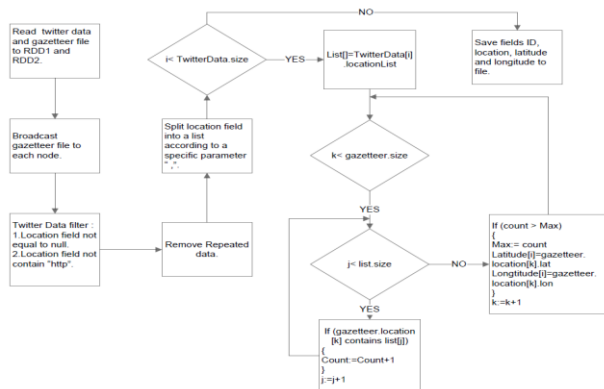 Read twitter data
and gazetteer file
to RDD1 and
RDD2.
Broadcast
gazetteer file to
each node.
Twitter Data filter :
1.Location field not
equal to null.
2.Location field not
contain "http".
Remove Repeated
data.
Split location field
into a list
according to a
specific parameter
",".
i< TwitterData.size
NO
YES
List[]=TwitterData[i]
.locationList
Save fields ID,
location, latitude
and longitude to
file.
k< gazetteer.size
YES
j< list.size
NO
YES
If (gazetteer.location
[k] contains list[j])
{
Count:=Count+1
}
j:=j+1
If (count > Max)
{
Max:= count
Latitude[i]=gazetteer.
location[k].lat
Longtitude[i]=gazetteer.
location[k].lon
}
k:=k+1